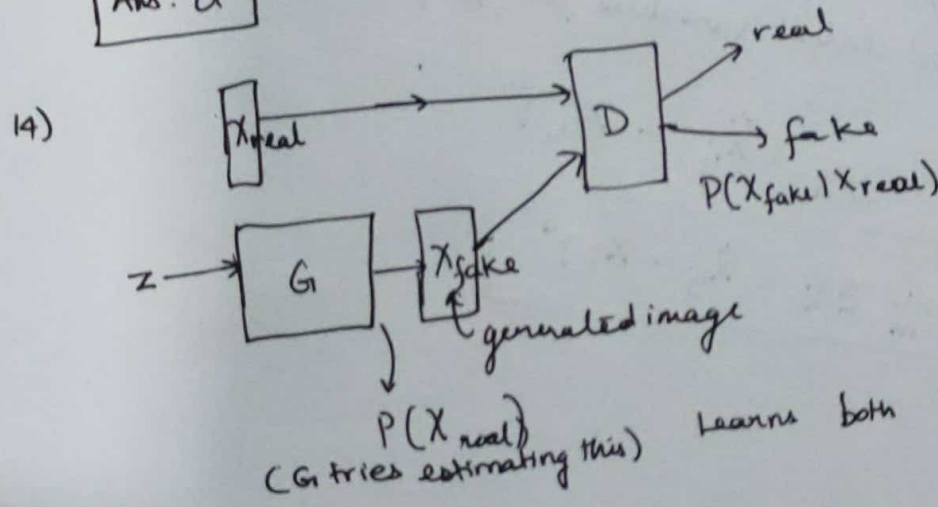 Ans: a
14)
Xreal
D
real
fake
P(Xfake|Xreal)
Z
G
Xfake
generated image
P(Xreal)
(G tries estimating this)
Learns both